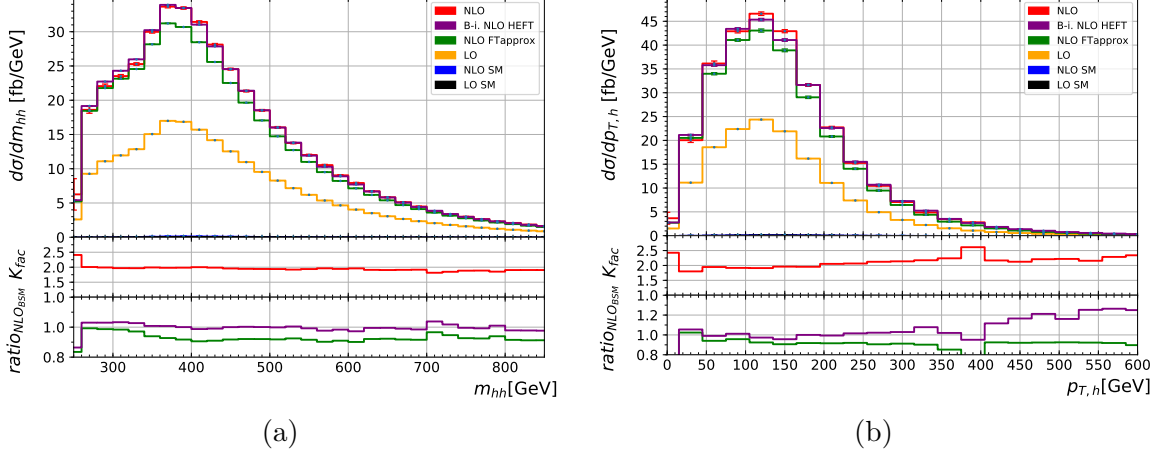 dσ/dm_hh [fb/GeV]
30
25
20
15
10
5
0
NLO
B-i. NLO HEFT
NLO FTapprox
LO
NLO SM
LO SM
K_fac
2.5
2.0
1.5
1.0
ratio_NLO_BSM
1.0
0.8
300 400 500 600 700 800
m_hh[GeV]
(a)
dσ/dp_T, h [fb/GeV]
45
40
35
30
25
20
15
10
5
0
NLO
B-i. NLO HEFT
NLO FTapprox
LO
NLO SM
LO SM
K_fac
2.5
2.0
1.5
1.0
ratio_NLO_BSM
1.2
1.0
0.8
0 50 100 150 200 250 300 350 400 450 500 550 600
p_T, h[GeV]
(b)